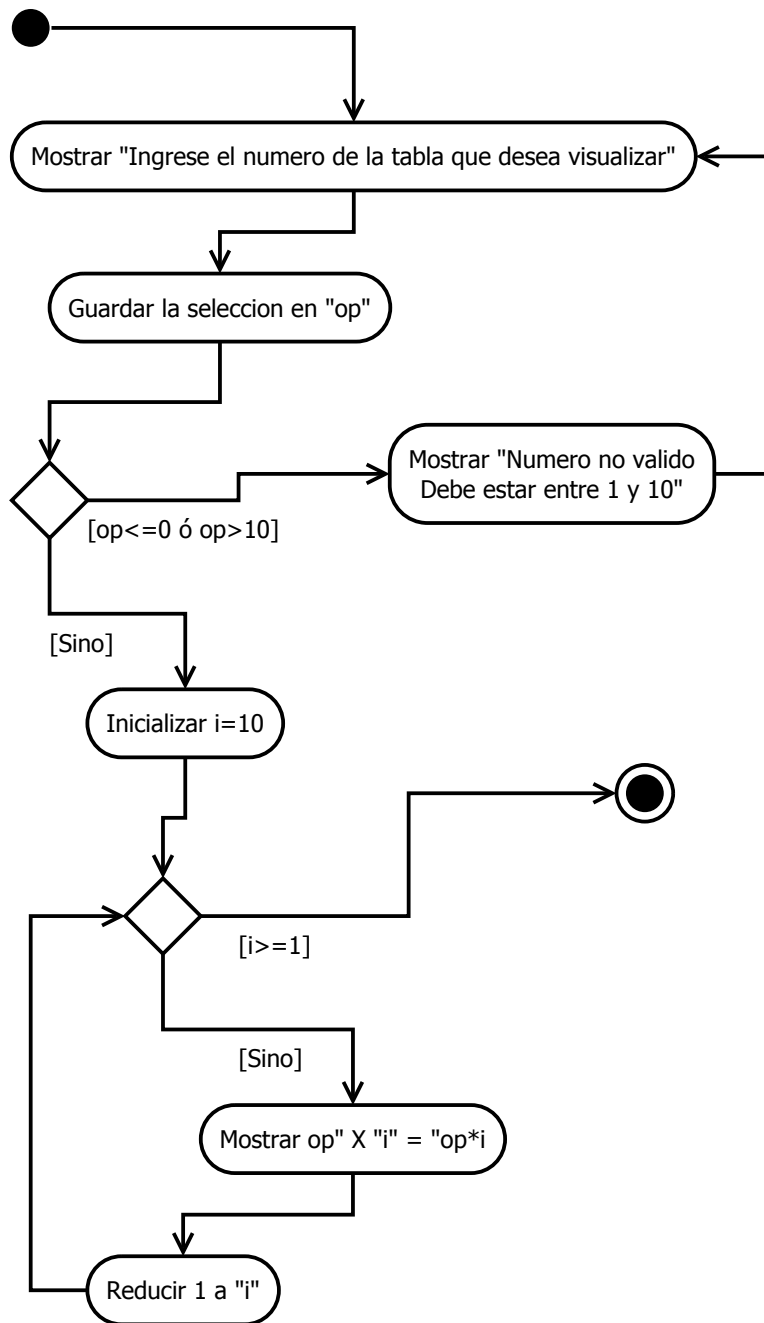 Mostrar "Ingrese el numero de la tabla que desea visualizar"
Guardar la seleccion en "op"
Mostrar "Numero no valido
Debe estar entre 1 y 10"
[op<=0 ó op>10]
[Sino]
Inicializar i=10
[i>=1]
[Sino]
Mostrar op" X "i" = "op*i
Reducir 1 a "i"